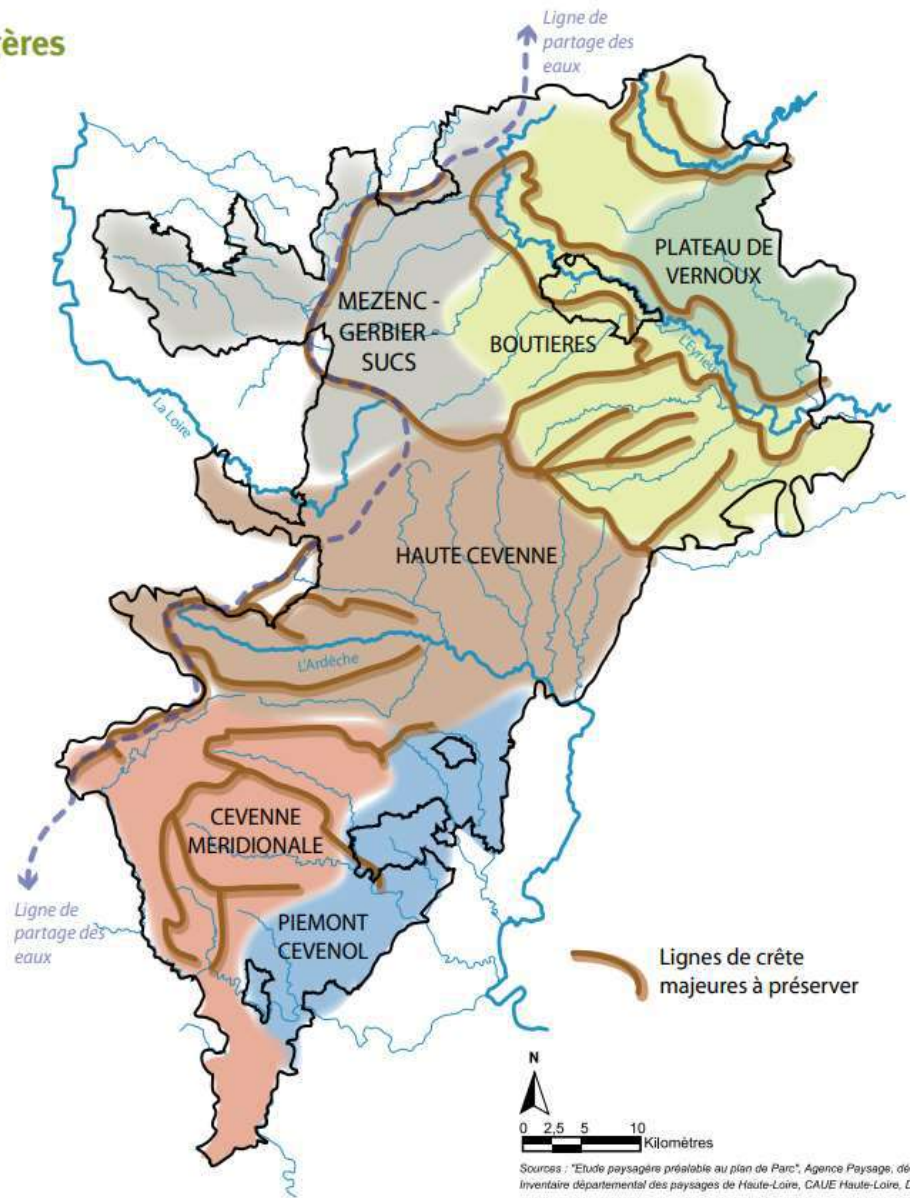 ères
Ligne de
partage des
eaux
PLATEAU DE
VERNOUX
MEZENC -
GERBIER -
SUCS
BOUTIERES
L'Eyrieux
La Loire
HAUTE CEVENNE
L'Ardèche
CEVENNE
MERIDIONALE
Ligne de
partage des
eaux
PIEMONT
CEVENOL
Lignes de crête
majeures à préserver
N
0 2,5 5 10
Kilomètres
Sources : "Etude paysagère préalable au plan de Parc", Agence Paysage, dé
Inventaire départemental des paysages de Haute-Loire, CAUE Haute-Loire, D